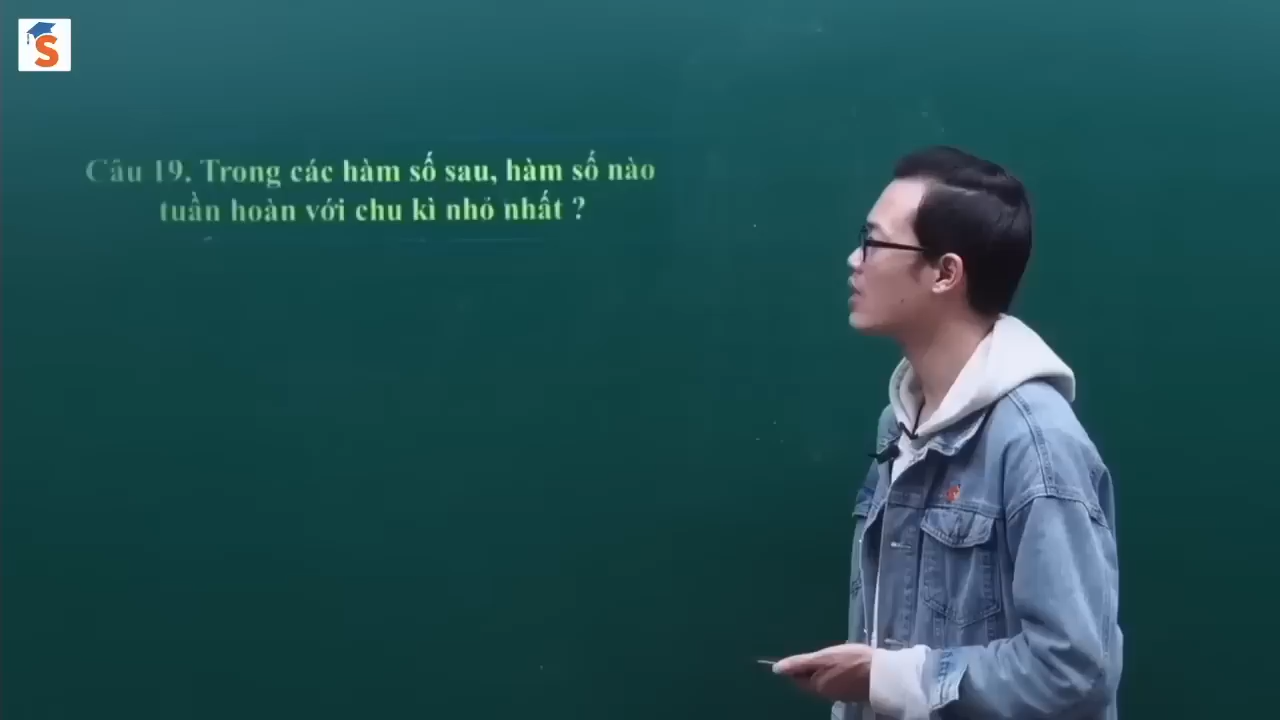 S
Câu 19. Trong các hàm số sau, hàm số nào
tuần hoàn với chu kì nhỏ nhất ?